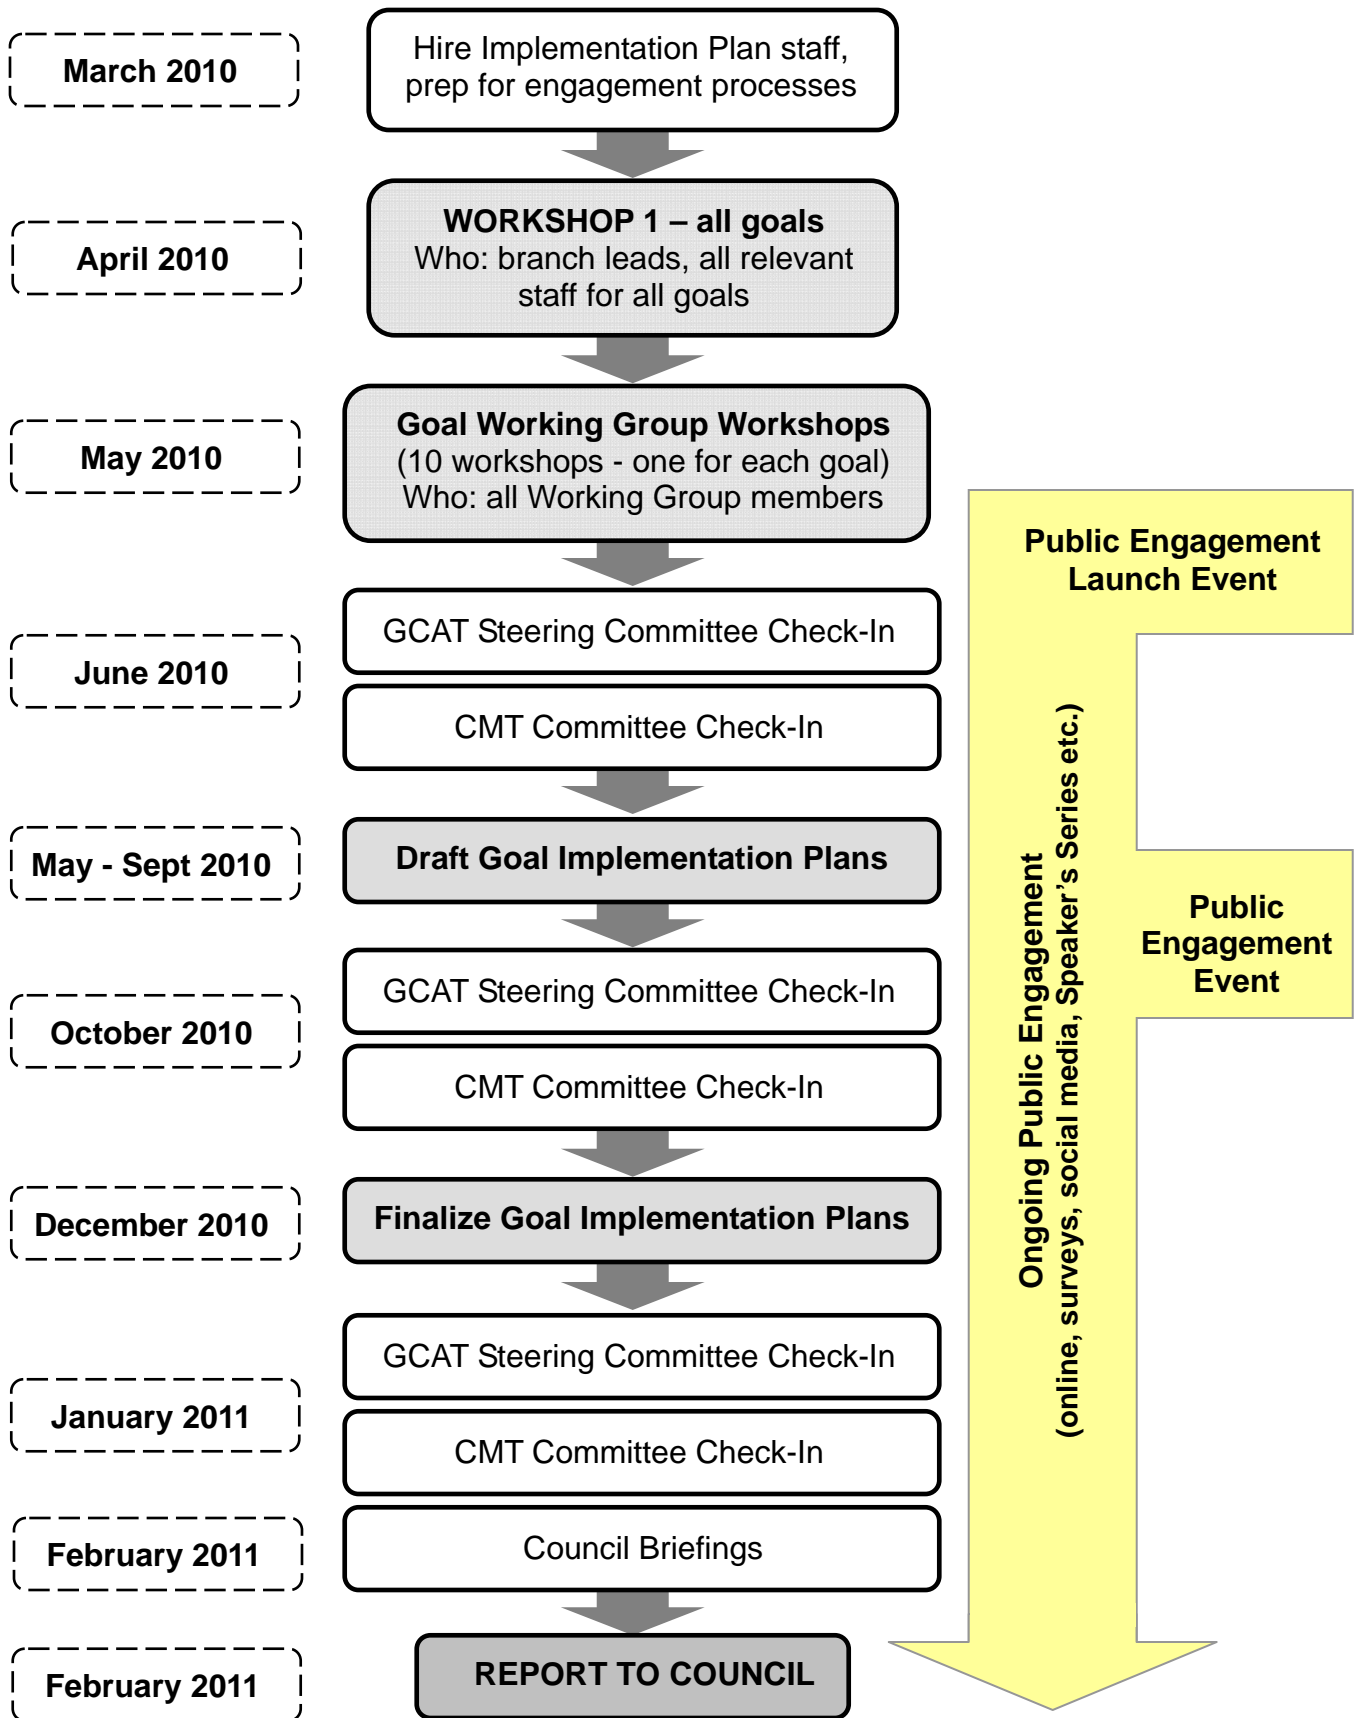 March 2010
Hire Implementation Plan staff,
prep for engagement processes
April 2010
WORKSHOP 1 – all goals
Who: branch leads, all relevant
staff for all goals
May 2010
Goal Working Group Workshops
(10 workshops - one for each goal)
Who: all Working Group members
Public Engagement
Launch Event
June 2010
GCAT Steering Committee Check-In
CMT Committee Check-In
May - Sept 2010
Draft Goal Implementation Plans
Public
Engagement
Event
October 2010
GCAT Steering Committee Check-In
CMT Committee Check-In
Ongoing Public Engagement
(online, surveys, social media, Speaker’s Series etc.)
December 2010
Finalize Goal Implementation Plans
January 2011
GCAT Steering Committee Check-In
CMT Committee Check-In
February 2011
Council Briefings
February 2011
REPORT TO COUNCIL